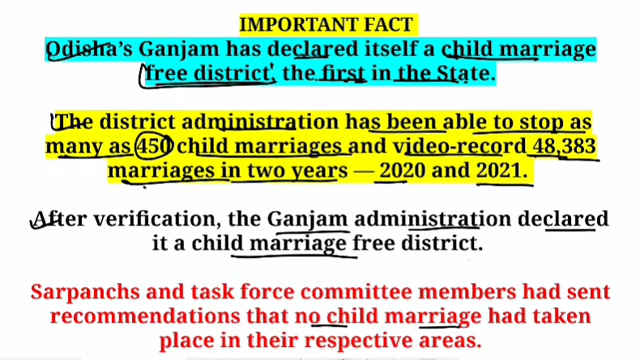 IMPORTANT FACT
Odisha's Ganjam has declared itself a child marriage
free district', the first in the State.
'The district administration has been able to stop as
many as 450 child marriages and video-record 48,383
marriages in two years — 2020 and 2021.
After verification, the Ganjam administration declared
it a child marriage free district.
Sarpanchs and task force committee members had sent
recommendations that no child marriage had taken
place in their respective areas.